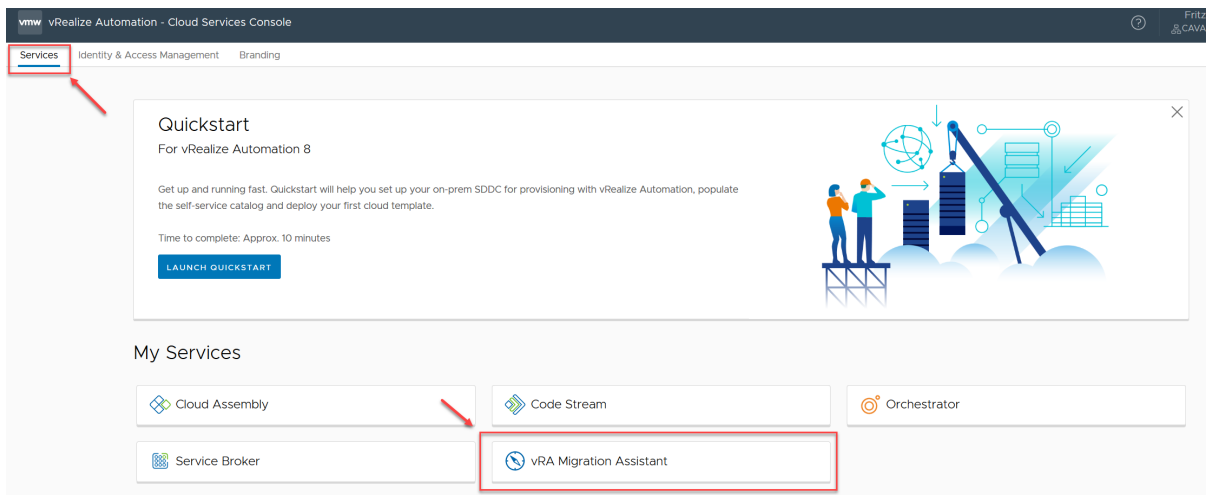 vmw vRealize Automation - Cloud Services Console
?
Fritz
CAVA
Services Identity & Access Management Branding
Quickstart
For vRealize Automation 8
Get up and running fast. Quickstart will help you set up your on-prem SDDC for provisioning with vRealize Automation, populate
the self-service catalog and deploy your first cloud template.
Time to complete: Approx. 10 minutes
LAUNCH QUICKSTART
My Services
Cloud Assembly
Code Stream
Orchestrator
Service Broker
vRA Migration Assistant